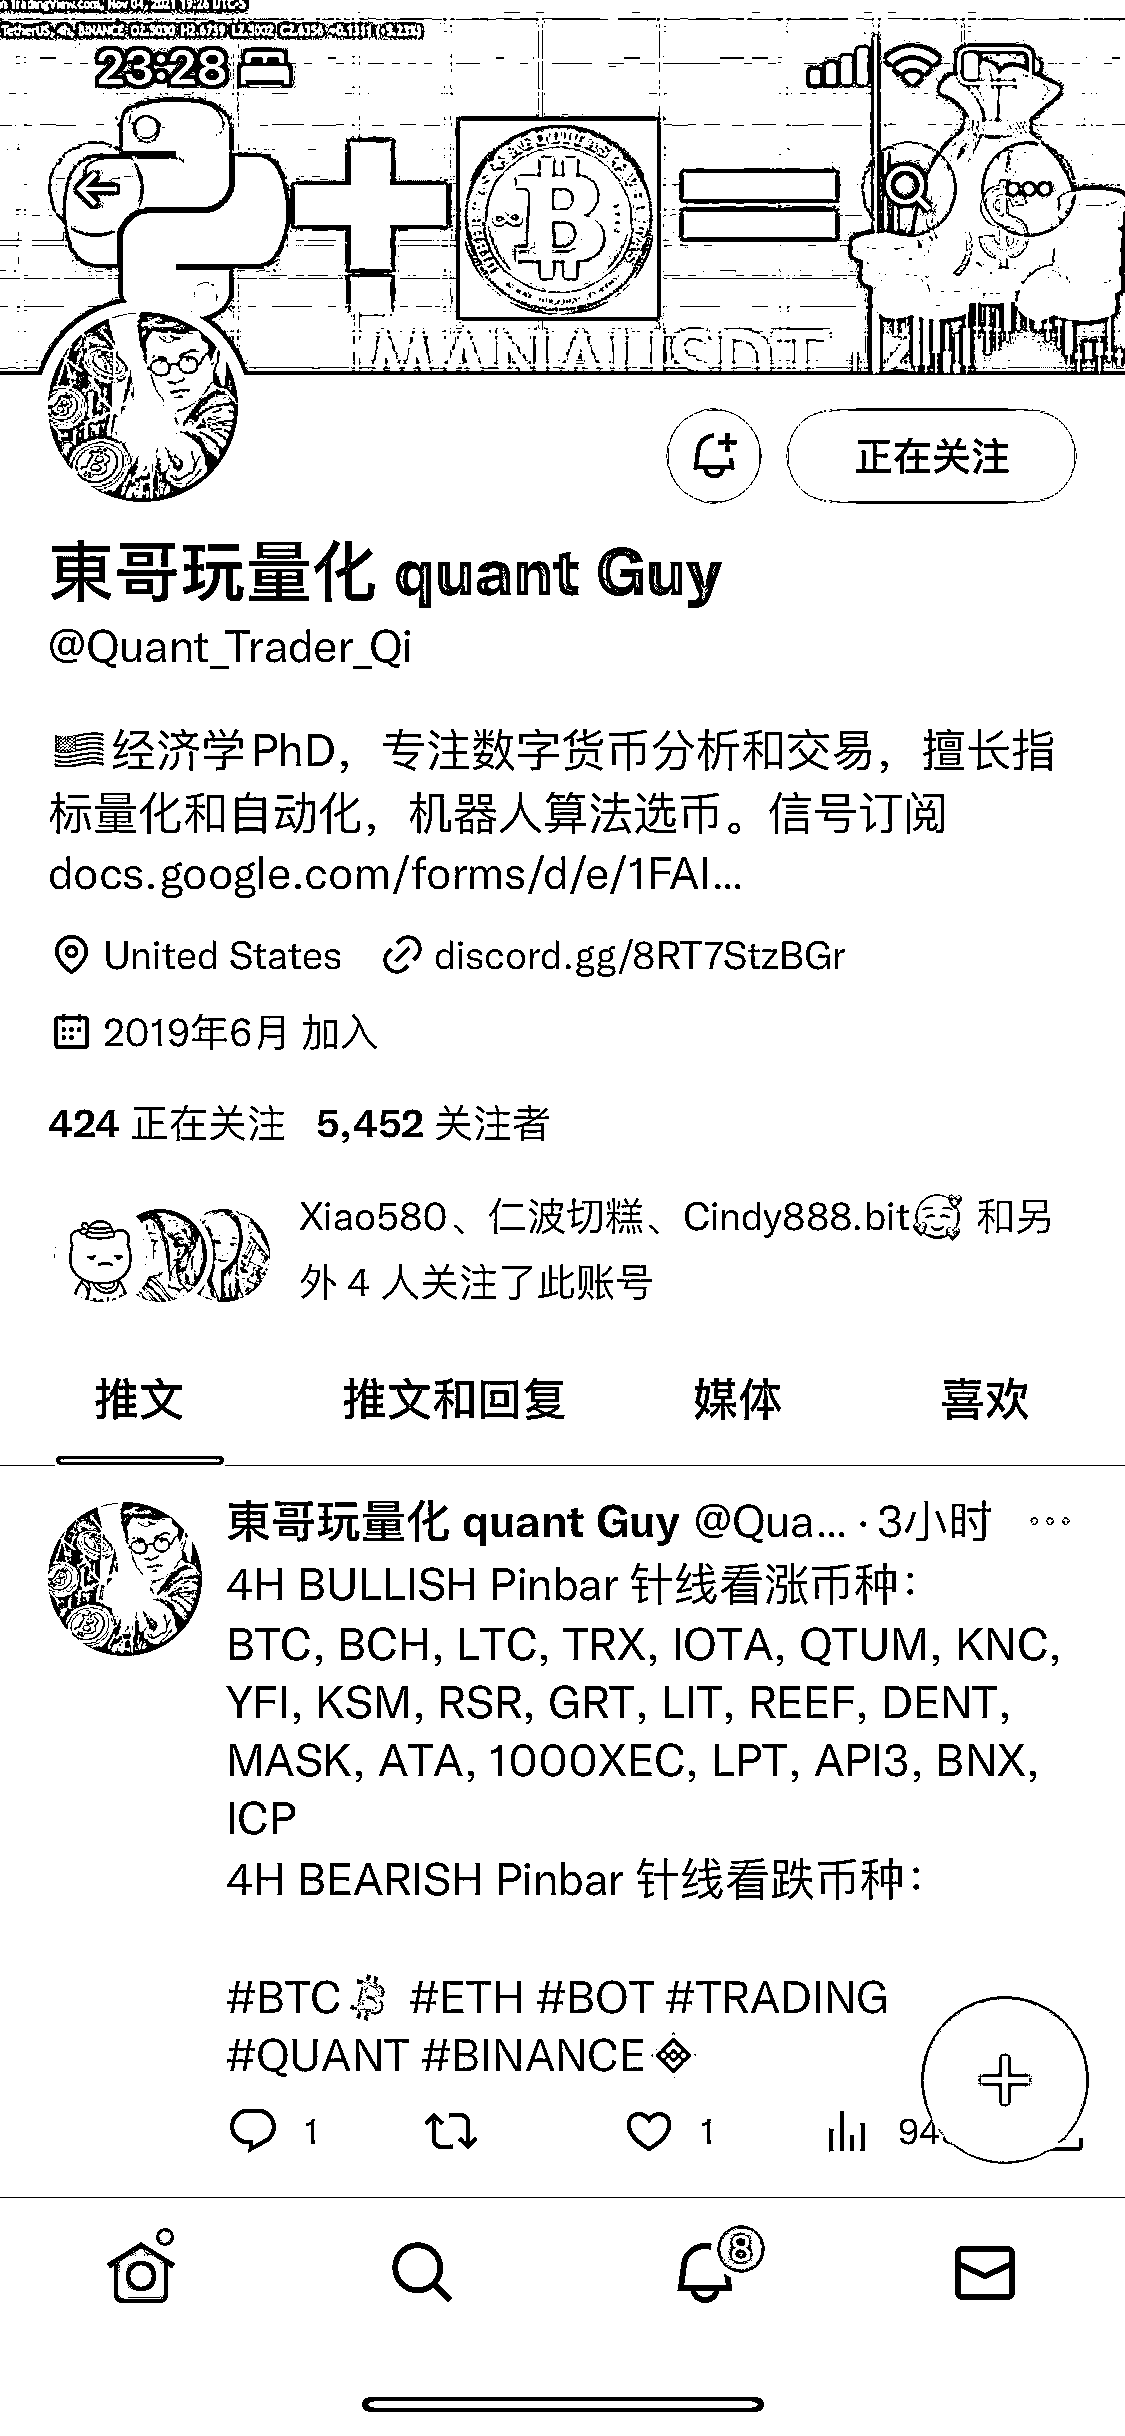 23:28
MANAUSDT
正在关注
東哥玩量化 quant Guy
@Quant_Trader_Qi
🇺🇸经济学PhD，专注数字货币分析和交易，擅长指
标量化和自动化，机器人算法选币。信号订阅
docs.google.com/forms/d/e/1FAI...
United States discord.gg/8RT7StzBGr
2019年6月 加入
424 正在关注 5,452 关注者
Xiao580、仁波切糕、Cindy888.bit🥰 和另
外 4 人关注了此账号
推文 推文和回复 媒体 喜欢
東哥玩量化 quant Guy @Qua... · 3小时
4H BULLISH Pinbar 针线看涨币种：
BTC, BCH, LTC, TRX, IOTA, QTUM, KNC,
YFI, KSM, RSR, GRT, LIT, REEF, DENT,
MASK, ATA, 1000XEC, LPT, API3, BNX,
ICP
4H BEARISH Pinbar 针线看跌币种：
#BTC #ETH #BOT #TRADING
#QUANT #BINANCE
1 1
8